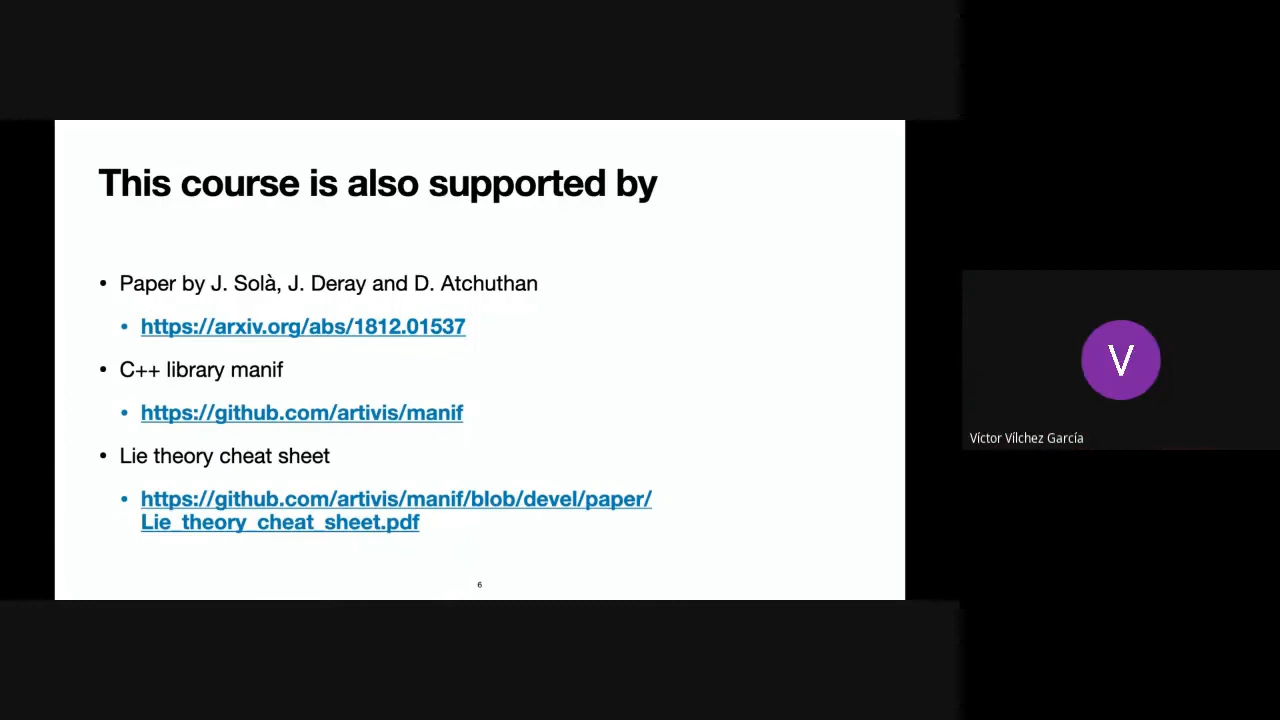 This course is also supported by
• Paper by J. Solà, J. Deray and D. Atchuthan
• https://arxiv.org/abs/1812.01537
• C++ library manif
• https://github.com/artivis/manif
• Lie theory cheat sheet
• https://github.com/artivis/manif/blob/devel/paper/
Lie_theory_cheat_sheet.pdf
6
V
Víctor Vílchez García